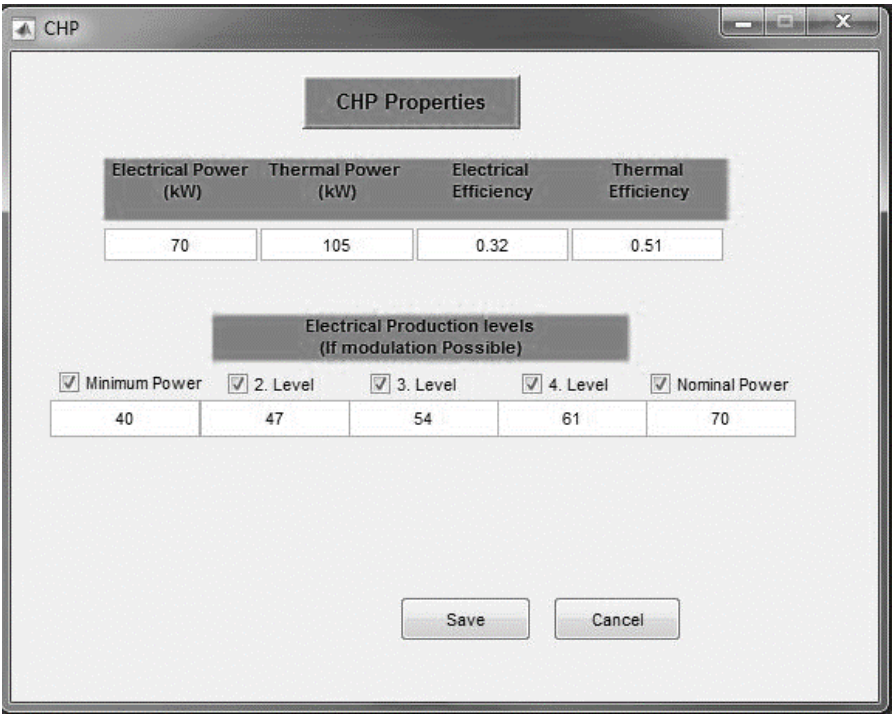 CHP
CHP Properties
Electrical Power (kW) Thermal Power (kW) Electrical Efficiency Thermal Efficiency
70 105 0.32 0.51
Electrical Production levels
(If modulation Possible)
Minimum Power 2. Level 3. Level 4. Level Nominal Power
40 47 54 61 70
Save Cancel